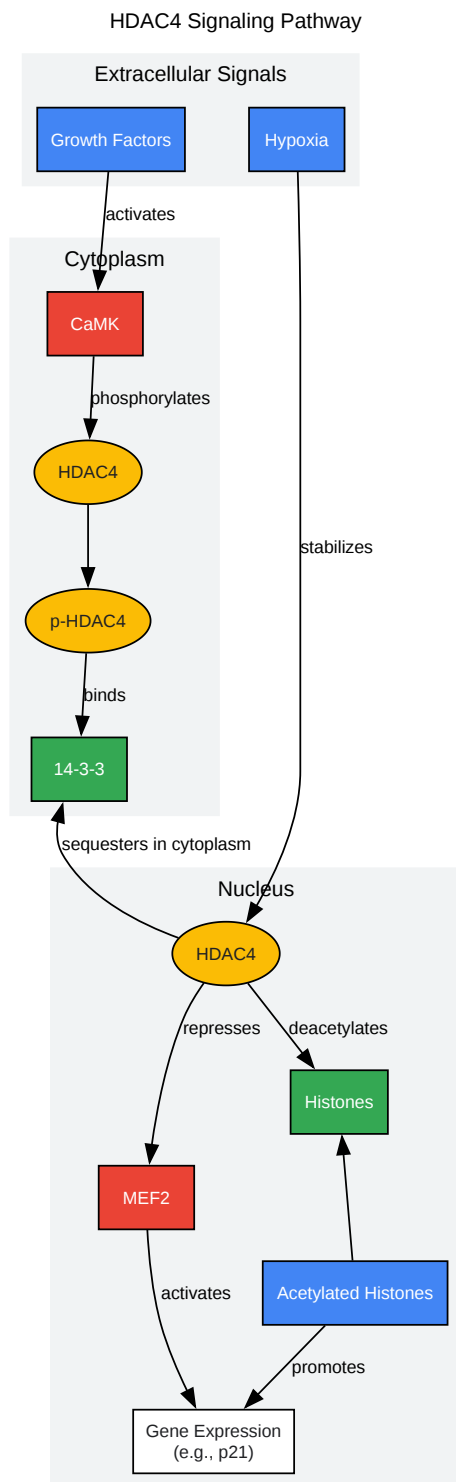 HDAC4 Signaling Pathway
Extracellular Signals
Growth Factors
Hypoxia
activates
Cytoplasm
CaMK
phosphorylates
HDAC4
stabilizes
p-HDAC4
binds
14-3-3
sequesters in cytoplasm
Nucleus
HDAC4
represses
deacetylates
Histones
MEF2
activates
Acetylated Histones
promotes
Gene Expression
(e.g., p21)